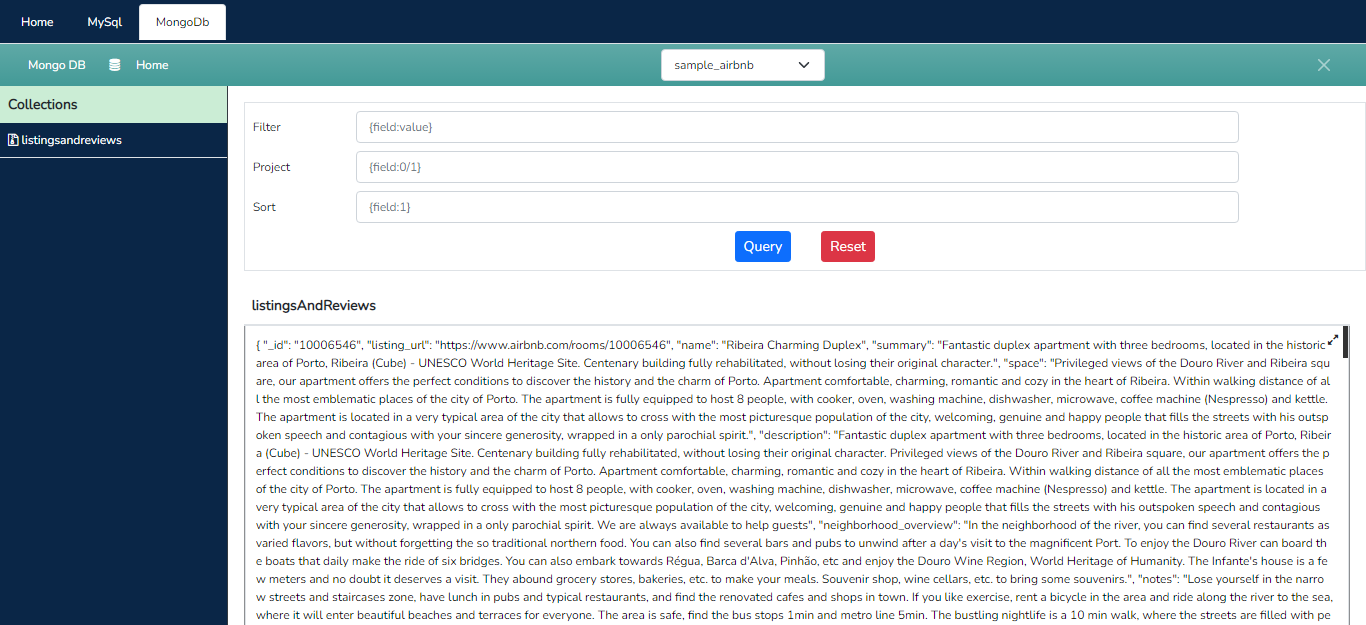 Home MySql MongoDb
Mongo DB Home sample_airbnb
Collections
listingsandreviews
Filter {field:value}
Project {field:0/1}
Sort {field:1}
Query Reset
listingsAndReviews
{ "_id": "10006546", "listing_url": "https://www.airbnb.com/rooms/10006546", "name": "Ribeira Charming Duplex", "summary": "Fantastic duplex apartment with three bedrooms, located in the historic
area of Porto, Ribeira (Cube) - UNESCO World Heritage Site. Centenary building fully rehabilitated, without losing their original character.", "space": "Privileged views of the Douro River and Ribeira squ
are, our apartment offers the perfect conditions to discover the history and the charm of Porto. Apartment comfortable, charming, romantic and cozy in the heart of Ribeira. Within walking distance of al
l the most emblematic places of the city of Porto. The apartment is fully equipped to host 8 people, with cooker, oven, washing machine, dishwasher, microwave, coffee machine (Nespresso) and kettle.
The apartment is located in a very typical area of the city that allows to cross with the most picturesque population of the city, welcoming, genuine and happy people that fills the streets with his outsp
oken speech and contagious with your sincere generosity, wrapped in a only parochial spirit.", "description": "Fantastic duplex apartment with three bedrooms, located in the historic area of Porto, Ribeir
a (Cube) - UNESCO World Heritage Site. Centenary building fully rehabilitated, without losing their original character. Privileged views of the Douro River and Ribeira square, our apartment offers the p
erfect conditions to discover the history and the charm of Porto. Apartment comfortable, charming, romantic and cozy in the heart of Ribeira. Within walking distance of all the most emblematic places
of the city of Porto. The apartment is fully equipped to host 8 people, with cooker, oven, washing machine, dishwasher, microwave, coffee machine (Nespresso) and kettle. The apartment is located in a
very typical area of the city that allows to cross with the most picturesque population of the city, welcoming, genuine and happy people that fills the streets with his outspoken speech and contagious
with your sincere generosity, wrapped in a only parochial spirit. We are always available to help guests", "neighborhood_overview": "In the neighborhood of the river, you can find several restaurants as
varied flavors, but without forgetting the so traditional northern food. You can also find several bars and pubs to unwind after a day's visit to the magnificent Port. To enjoy the Douro River can board th
e boats that daily make the ride of six bridges. You can also embark towards Régua, Barca d'Alva, Pinhão, etc and enjoy the Douro Wine Region, World Heritage of Humanity. The Infante's house is a fe
w meters and no doubt it deserves a visit. They abound grocery stores, bakeries, etc. to make your meals. Souvenir shop, wine cellars, etc. to bring some souvenirs.", "notes": "Lose yourself in the narro
w streets and staircases zone, have lunch in pubs and typical restaurants, and find the renovated cafes and shops in town. If you like exercise, rent a bicycle in the area and ride along the river to the sea,
where it will enter beautiful beaches and terraces for everyone. The area is safe, find the bus stops 1min and metro line 5min. The bustling nightlife is a 10 min walk, where the streets are filled with pe